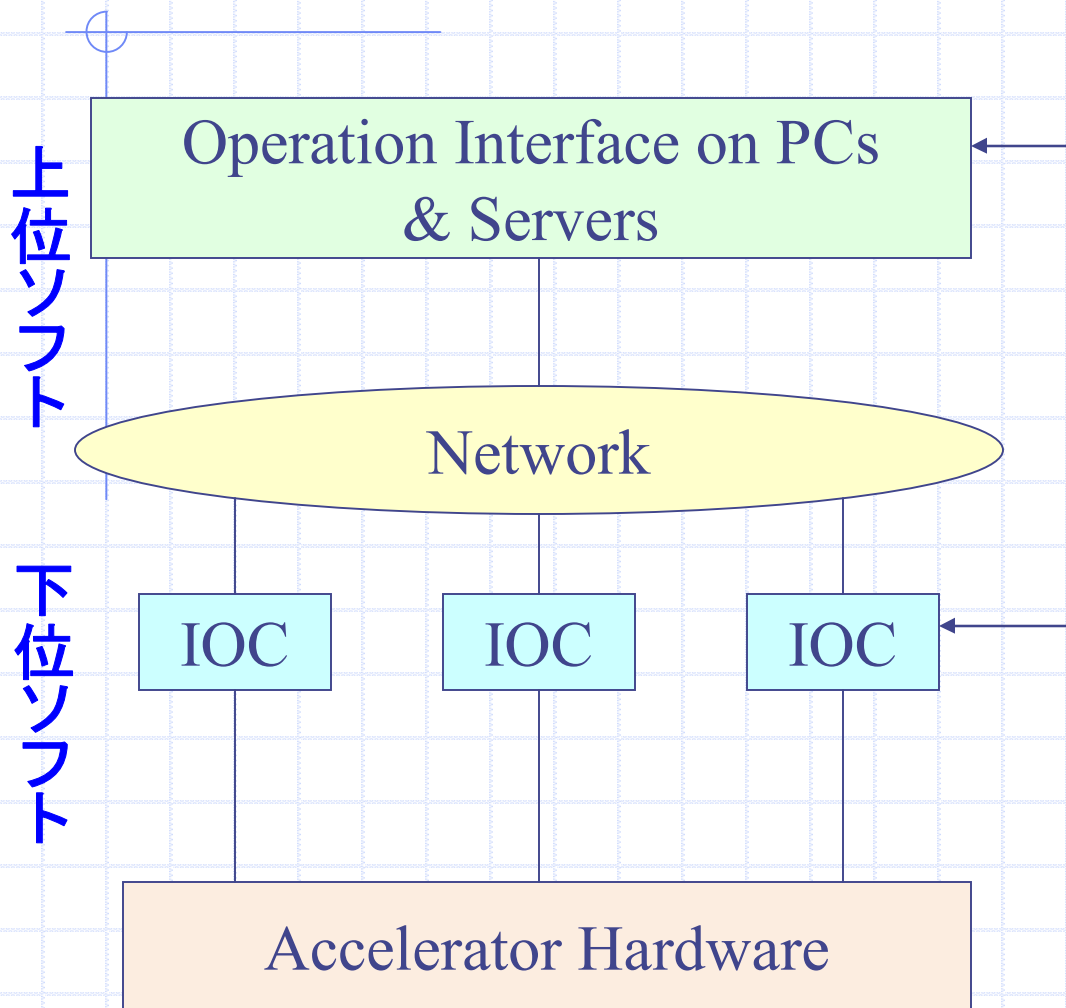 Operation Interface on PCs
& Servers
上位ソフト
Network
下位ソフト
IOC
IOC
IOC
Accelerator Hardware